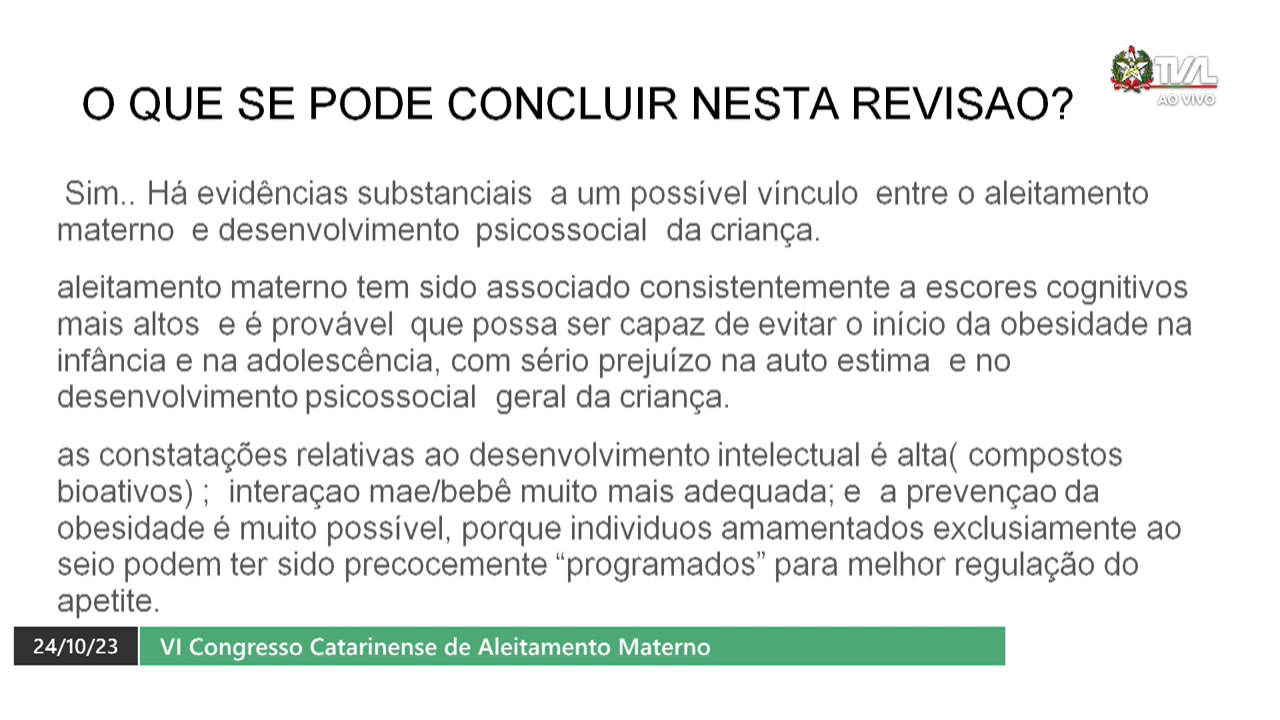 TVAL
AO VIVO
O QUE SE PODE CONCLUIR NESTA REVISAO?
Sim.. Há evidências substanciais a um possível vínculo entre o aleitamento
materno e desenvolvimento psicossocial da criança.
aleitamento materno tem sido associado consistentemente a escores cognitivos
mais altos e é provável que possa ser capaz de evitar o início da obesidade na
infância e na adolescência, com sério prejuízo na auto estima e no
desenvolvimento psicossocial geral da criança.
as constatações relativas ao desenvolvimento intelectual é alta( compostos
bioativos) ; interaçao mae/bebê muito mais adequada; e a prevençao da
obesidade é muito possível, porque individuos amamentados exclusiamente ao
seio podem ter sido precocemente “programados” para melhor regulação do
apetite.
24/10/23 VI Congresso Catarinense de Aleitamento Materno